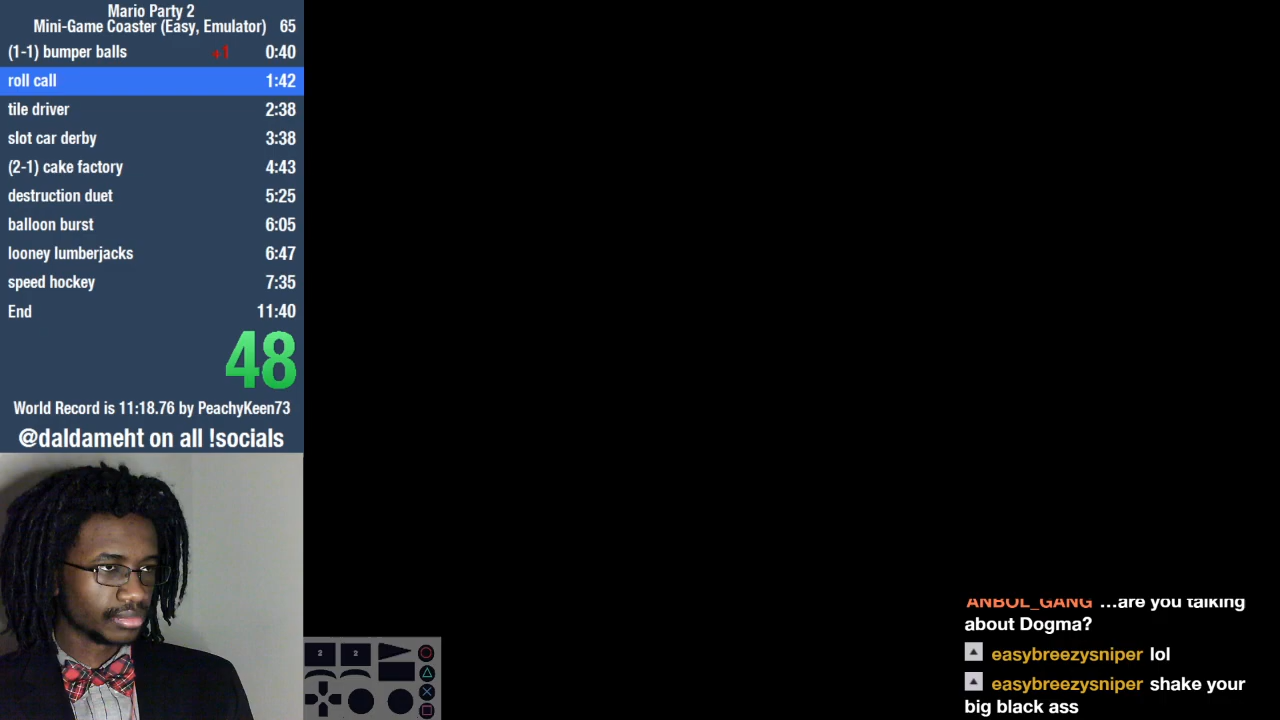 Mario Party 2
Mini-Game Coaster (Easy, Emulator) 65
(1-1) bumper balls +1 0:40
roll call 1:42
tile driver 2:38
slot car derby 3:38
(2-1) cake factory 4:43
destruction duet 5:25
balloon burst 6:05
looney lumberjacks 6:47
speed hockey 7:35
End 11:40
48
World Record is 11:18.76 by PeachyKeen73
@daldameht on all !socials
2 2
ANBOL_GANG …are you talking
about Dogma?
easybreezysniper lol
easybreezysniper shake your
big black ass